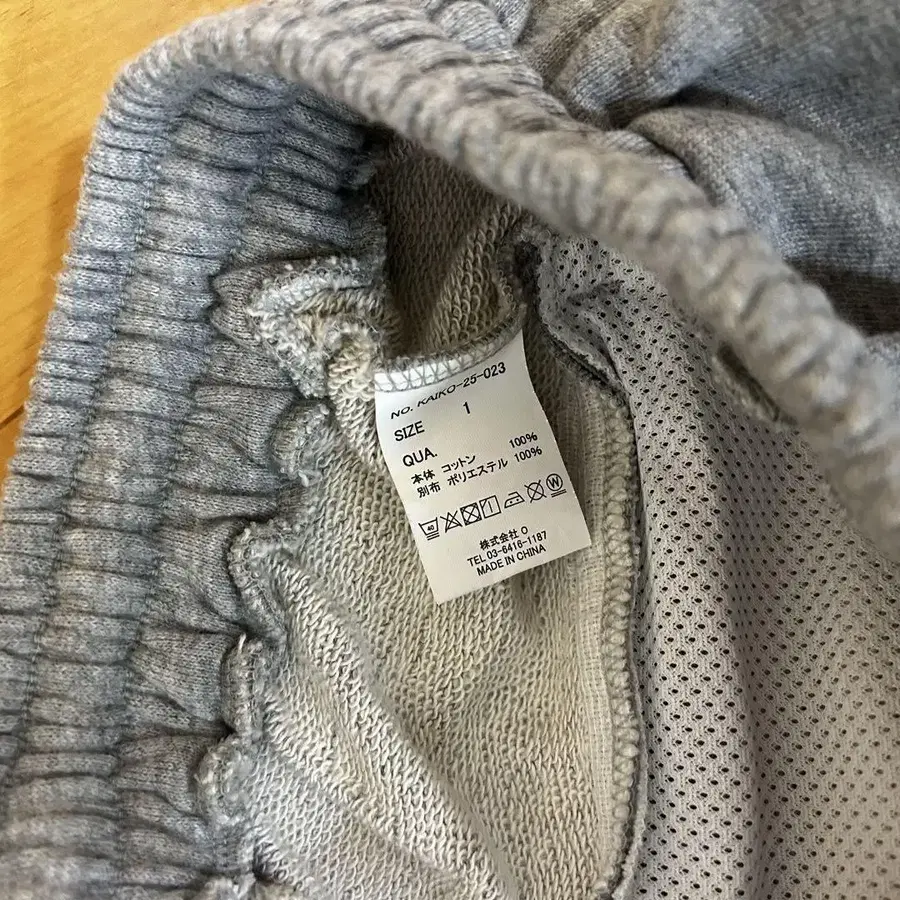 NO. KAIKO-25-023
SIZE 1
QUA.
本体 コットン 100%
別布 ポリエステル 100%
40 W
株式会社 O
TEL 03-6416-1187
MADE IN CHINA